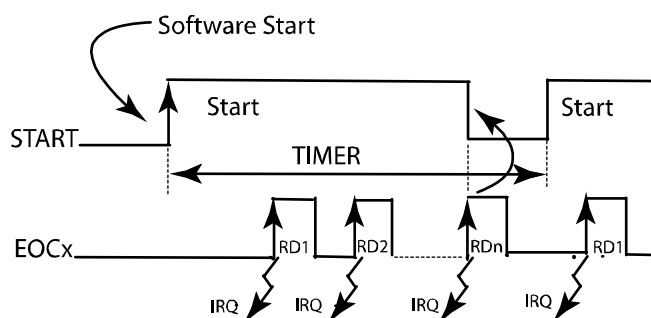 Software Start
Start
Start
START
TIMER
EOCx
RD1
RD2
RDn
RD1
IRQ
IRQ
IRQ
IRQ